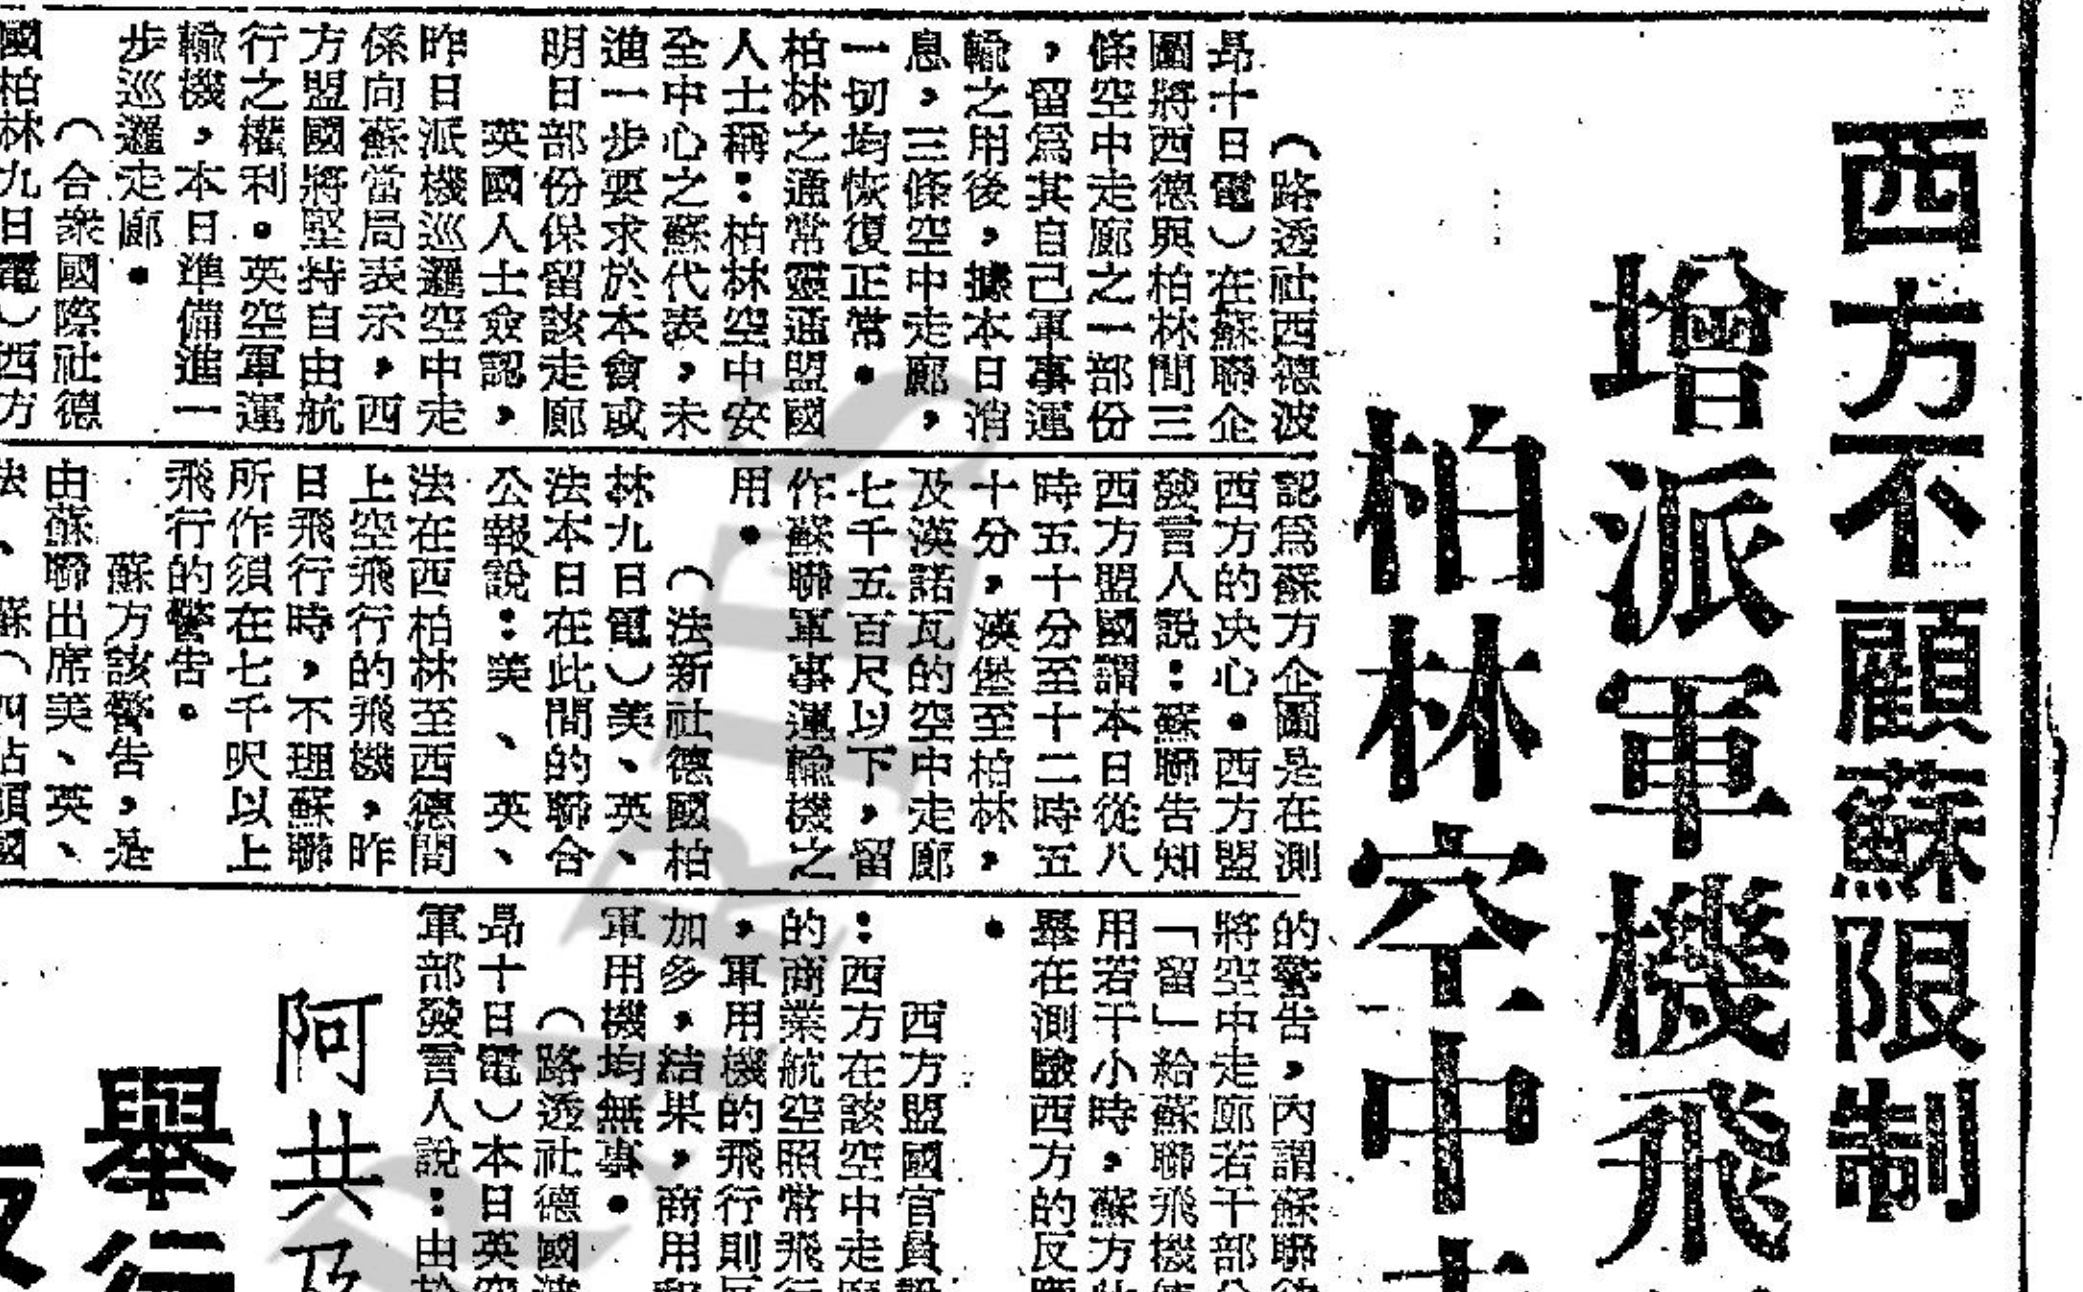 西方不顧蘇限制
增派軍機飛
柏林空中
（路透社西德波
昂十日電）在蘇聯企
圖將西德與柏林間三
條空中走廊之一部份
，留爲其自己軍事運
輸之用後，據本日消
息，三條空中走廊，
一切均恢復正常。
柏林之通常靈通盟國
人士稱：柏林空中安
全中心之蘇代表，未
進一步要求於本會或
明日部份保留該走廊
英國人士僉認，
昨日派機巡邏空中走
係向蘇當局表示，西
方盟國將堅持自由航
行之權利。英空軍運
輸機，本日準備進一
步巡邏走廊。
（合衆國際社德
國柏林九日電）西方
認爲蘇方企圖是在測
西方的決心。西方盟
發言人說：蘇聯告知
西方盟國謂本日從八
時五十分至十二時五
十分，漢堡至柏林，
及漢諾瓦的空中走廊
七千五百尺以下，留
作蘇聯軍事運輸機之
用。
（法新社德國柏
林九日電）美、英、
法本日在此間的聯合
公報說：美、英、
法在西柏林至西德間
上空飛行的飛機，昨
日飛行時，不理蘇聯
所作須在七千呎以上
飛行的警告。
蘇方該警告，是
由蘇聯出席美、英、
法、蘇（四佔領國
的警告，內謂蘇聯
將空中走廊若干部
「留」給蘇聯飛機
用若干小時，蘇方
舉在測驗西方的反
。
西方盟國官員
：西方在該空中走
的商業航空照常飛
，軍用機的飛行則
加多，結果，商用
軍用機均無事。
（路透社德國
昂十日電）本日英
軍部發言人說：由
阿共及
舉行